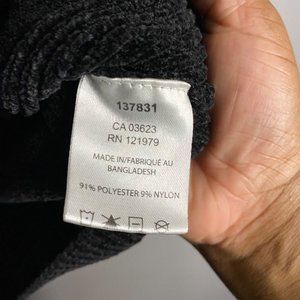 137831
CA 03623
RN 121979
MADE IN/FABRIQUÉ AU
BANGLADESH
91% POLYESTER 9% NYLON